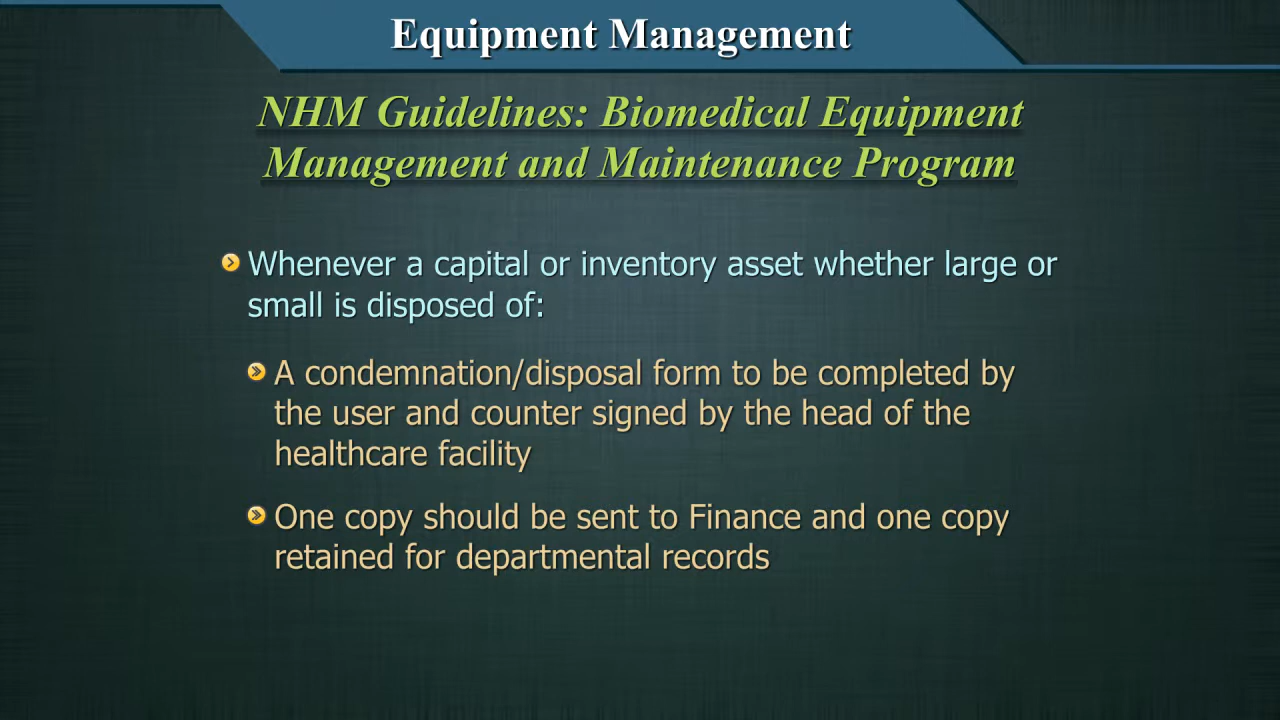 Equipment Management
NHM Guidelines: Biomedical Equipment
Management and Maintenance Program
Whenever a capital or inventory asset whether large or
small is disposed of:
A condemnation/disposal form to be completed by
the user and counter signed by the head of the
healthcare facility
One copy should be sent to Finance and one copy
retained for departmental records